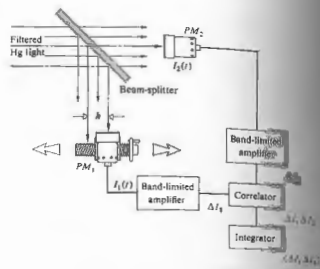 PM₂
Filtered
Hg light
I₂(t)
Beam-splitter
h
Band-limited
amplifier
PM₁
I₁(t)
Band-limited
amplifier
ΔI₁
Correlator
Integrator